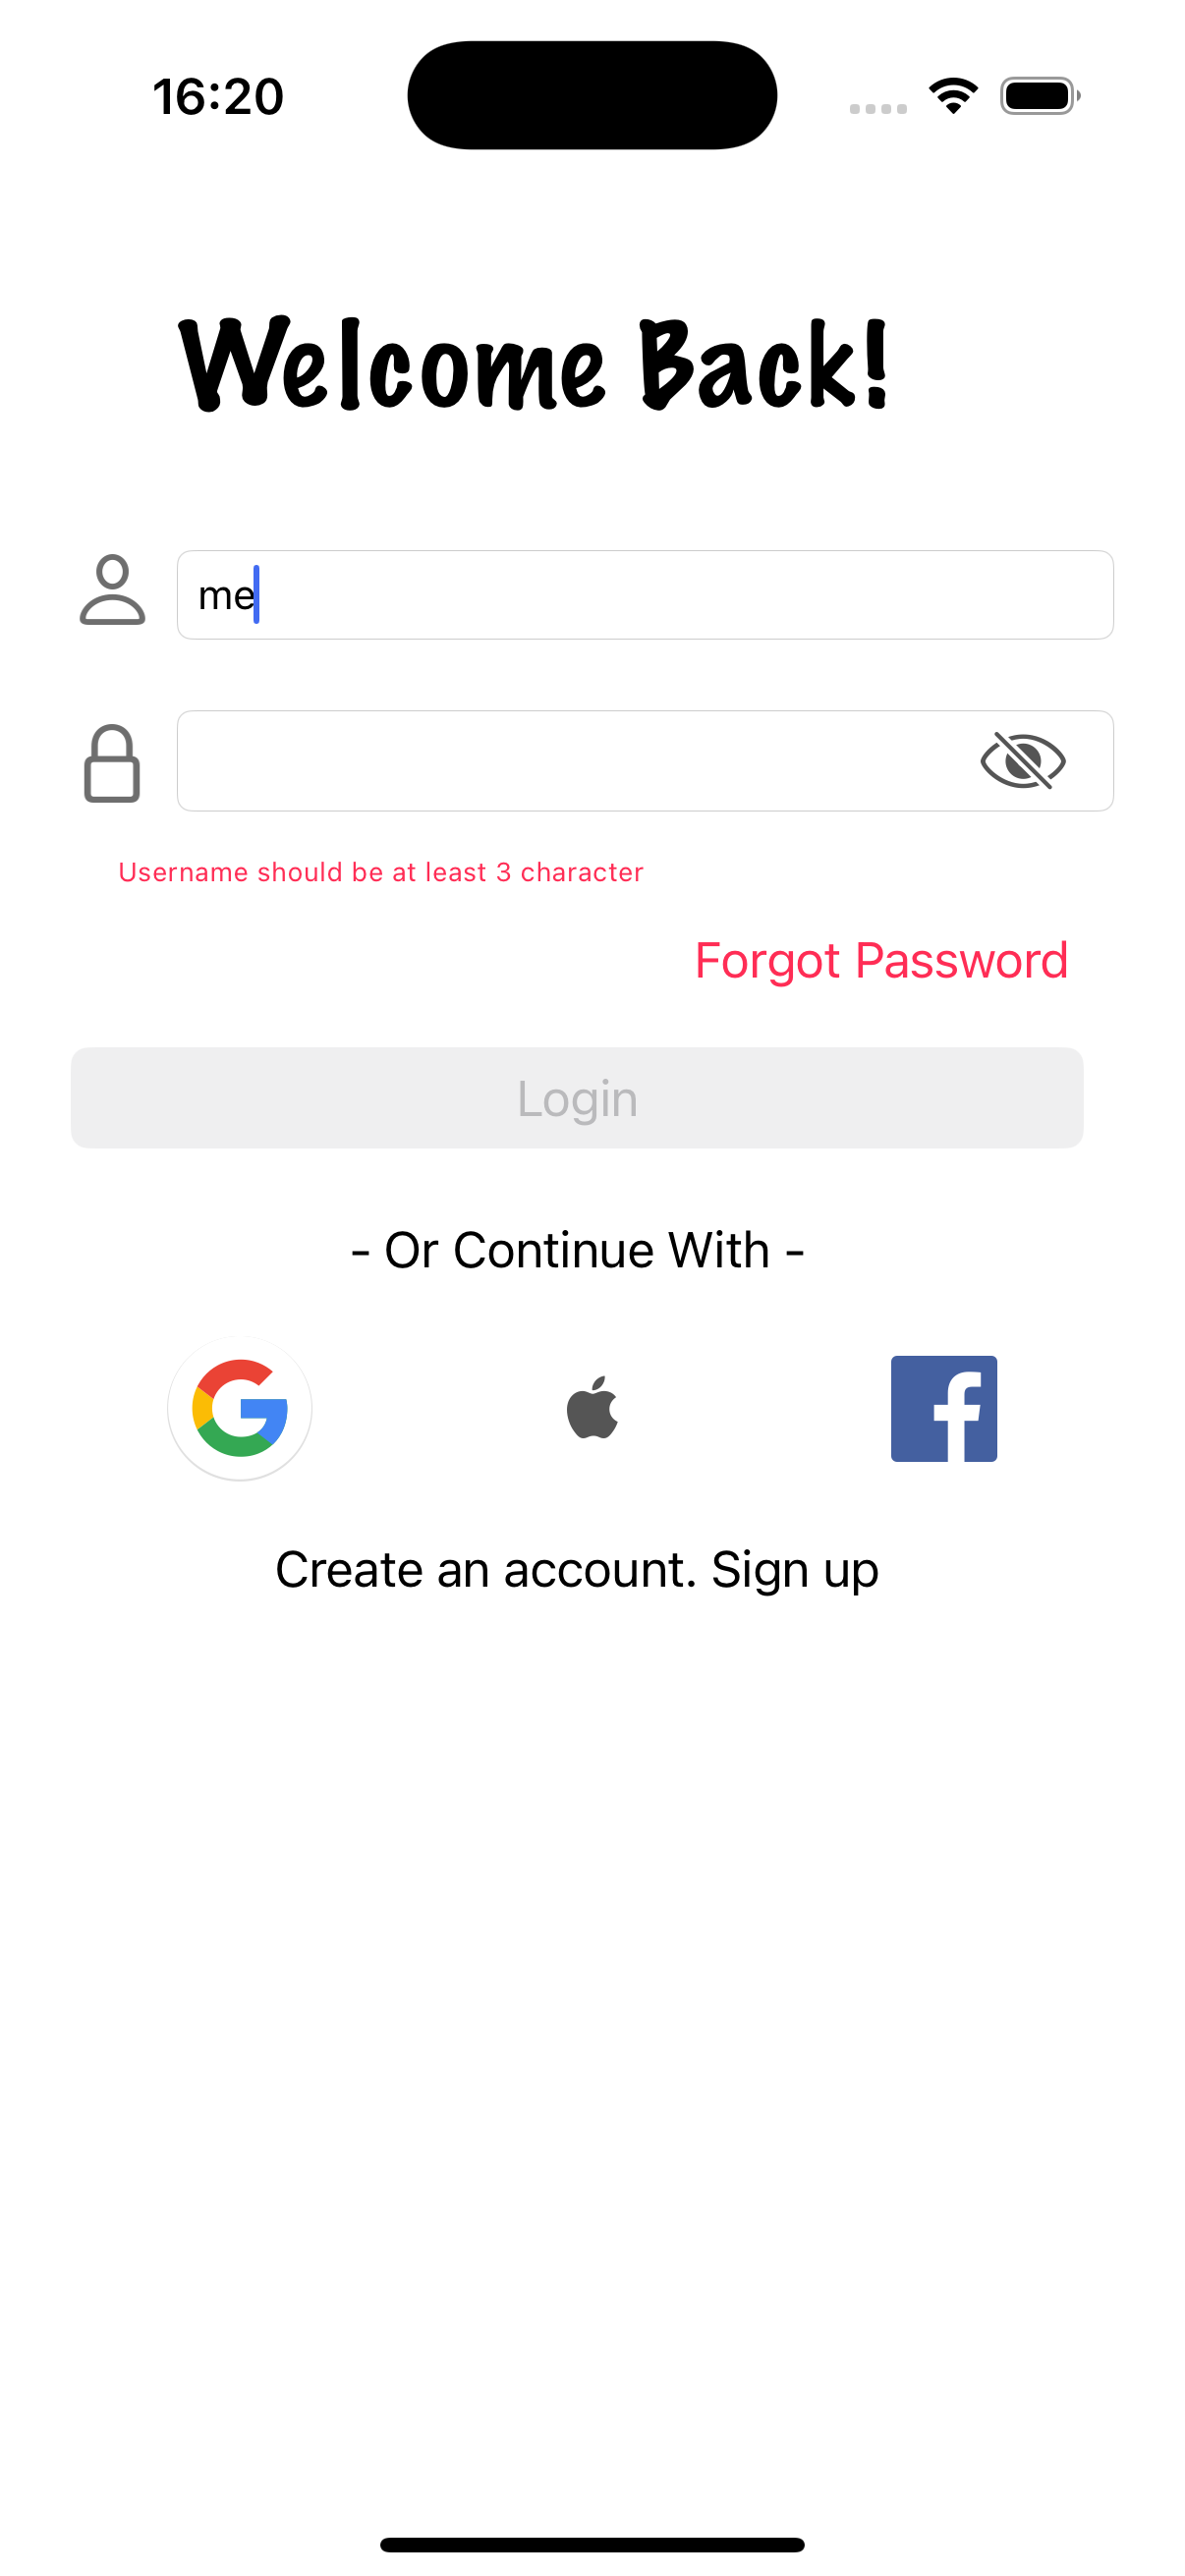 16:20
Welcome Back!
me
Username should be at least 3 character
Forgot Password
Login
- Or Continue With -
Create an account. Sign up